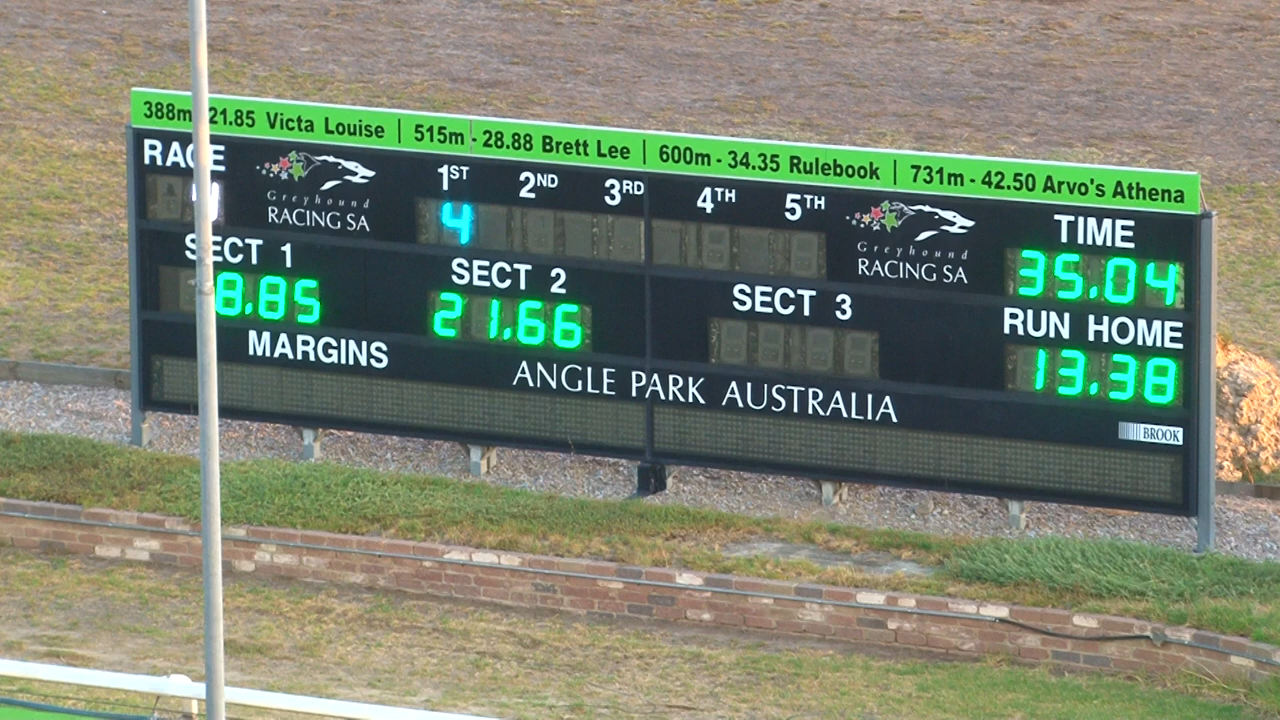 388m 21.85 Victa Louise | 515m - 28.88 Brett Lee | 600m - 34.35 Rulebook | 731m - 42.50 Arvo's Athena
RACE
Greyhound
RACING SA
1ST 2ND 3RD 4TH 5TH
4
Greyhound
RACING SA
TIME
35.04
SECT 1
8.85
SECT 2
21.66
SECT 3
RUN HOME
13.38
MARGINS
ANGLE PARK AUSTRALIA
BROOK